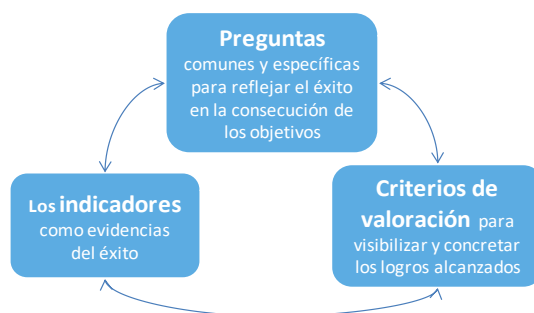 Preguntas
comunes y específicas
para reflejar el éxito
en la consecución de
los objetivos
Los indicadores
como evidencias
del éxito
Criterios de
valoración para
visibilizar y concretar
los logros alcanzados